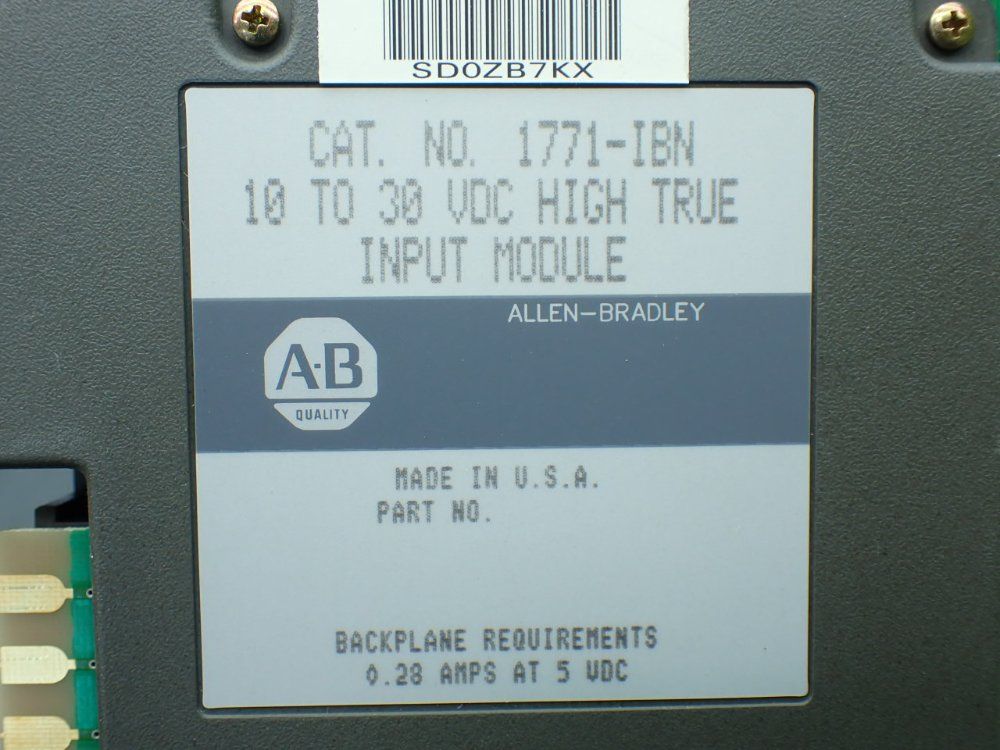 SD0ZB7KX
CAT. NO. 1771-IBN
10 TO 30 VDC HIGH TRUE
INPUT MODULE
ALLEN-BRADLEY
A·B
QUALITY
MADE IN U.S.A.
PART NO.
BACKPLANE REQUIREMENTS
0.28 AMPS AT 5 VDC